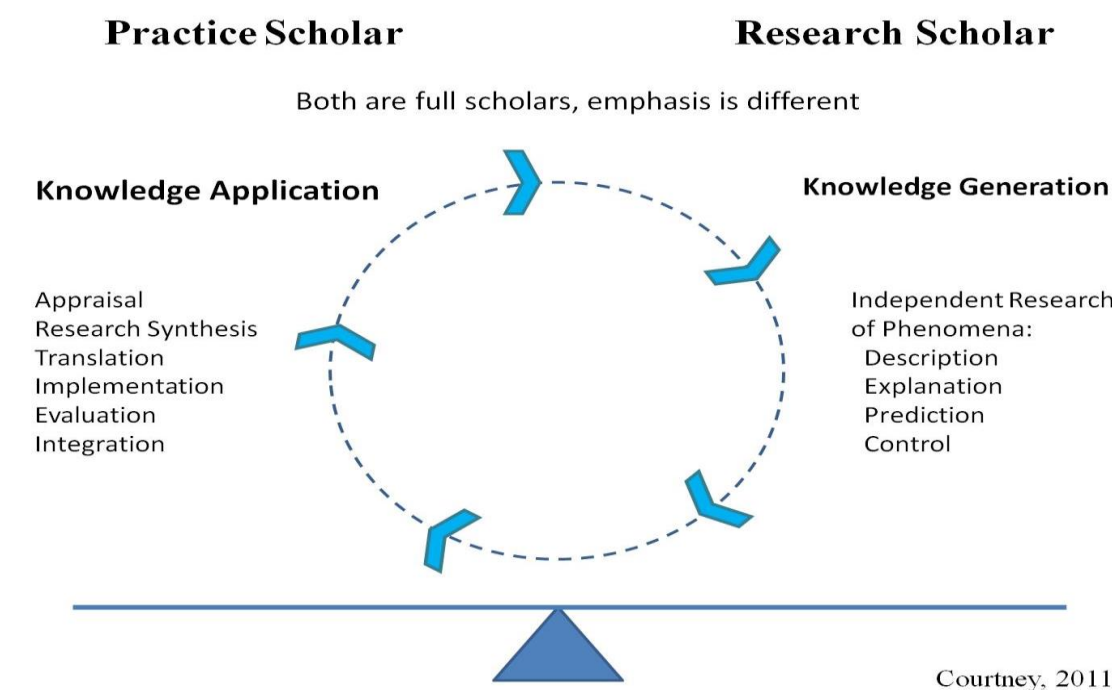 Practice Scholar
Research Scholar
Both are full scholars, emphasis is different
Knowledge Application
Appraisal
Research Synthesis
Translation
Implementation
Evaluation
Integration
Knowledge Generation
Independent Research
of Phenomena:
Description
Explanation
Prediction
Control
Courtney, 2011